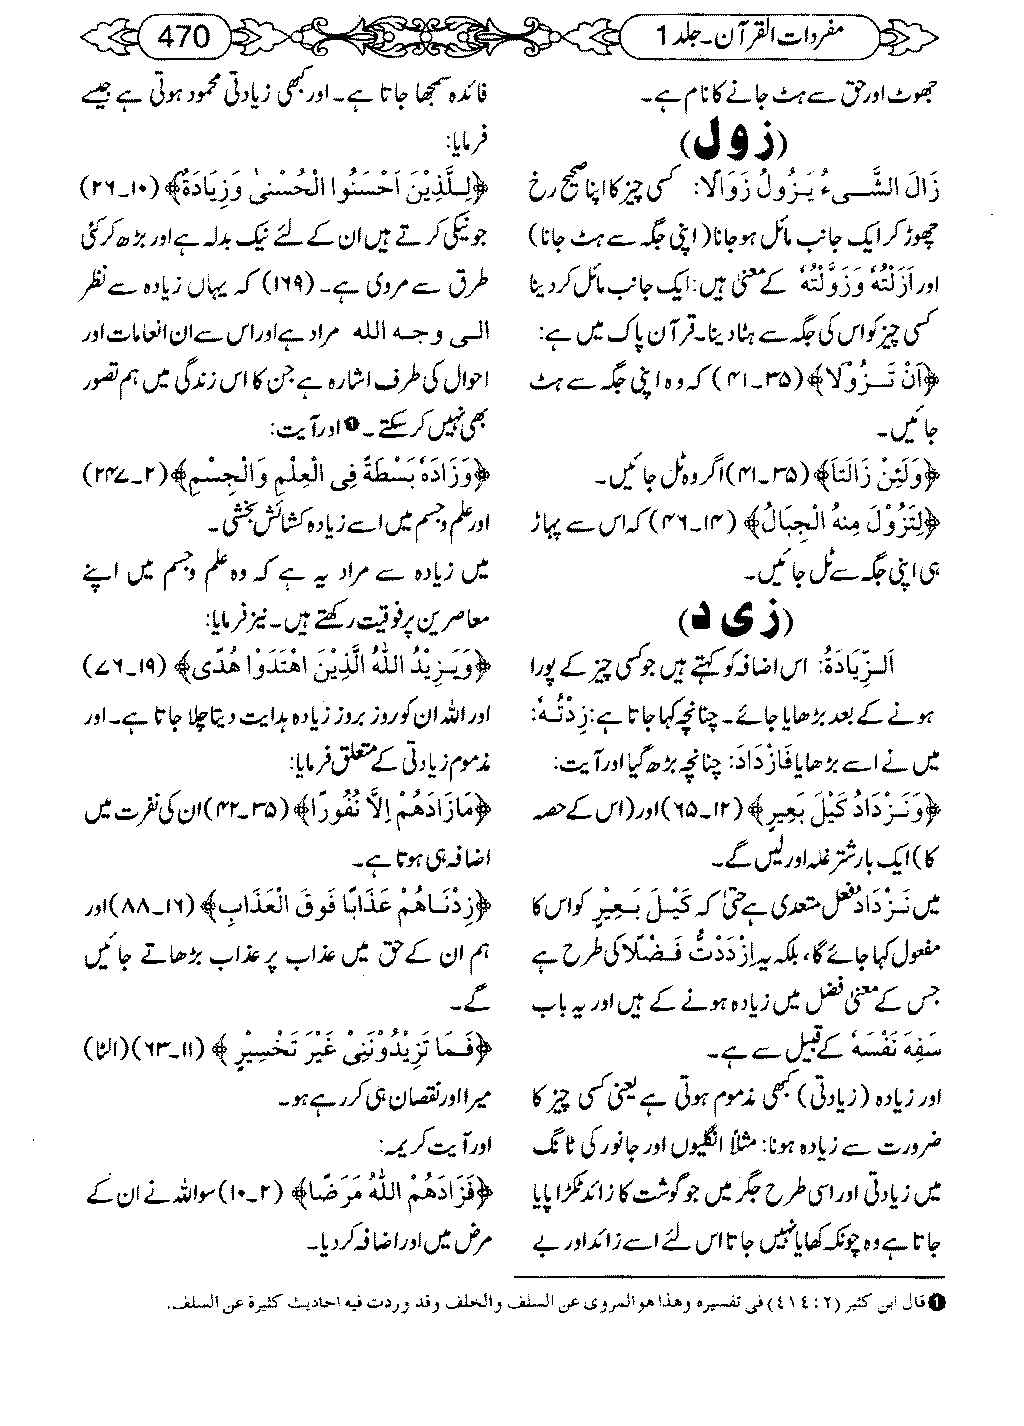 مفردات القرآن۔جلد 1
470
جھوٹ اور حق سے ہٹ جانے کا نام ہے۔
(زول)
زَالَ الشَّیءُ یَزُوْلُ زَوَالًا: کسی چیز کا اپنا صحیح رخ
چھوڑ کر ایک جانب مائل ہو جانا (اپنی جگہ سے ہٹ جانا)
اور اَزَلْتُهٗ وَزَوَّلْتُهٗ کے معنیٰ ہیں: ایک جانب مائل کر دینا
کسی چیز کو اس کی جگہ سے ہٹا دینا۔ قرآن پاک میں ہے:
﴿اَنْ تَزُوْلَا﴾ (۳۵۔۴۱) کہ وہ اپنی جگہ سے ہٹ
جائیں۔
﴿وَلَئِنْ زَالَتَا﴾ (۳۵۔۴۱) اگر وہ ٹل جائیں۔
﴿لِتَزُوْلَ مِنْهُ الْجِبَالُ﴾ (۱۴۔۴۶) کہ اس سے پہاڑ
ہی اپنی جگہ سے ٹل جائیں۔
(زی د)
اَلزِّیَادَةُ: اس اضافہ کو کہتے ہیں جو کسی چیز کے پورا
ہونے کے بعد بڑھایا جائے۔ چنانچہ کہا جاتا ہے: زِدْتُهٗ:
میں نے اسے بڑھایا فَازْدَادَ: چنانچہ بڑھ گیا اور آیت:
﴿وَنَزْدَادُ كَیْلَ بَعِیْرٍ﴾ (۱۲۔۶۵) اور (اس کے حصہ
کا) ایک بار شتر غلہ اور لیں گے۔
میں نَزْدَادُ فعل متعدی ہے حتیٰ کہ كَیْلَ بَعِیْرٍ کو اس کا
مفعول کہا جائے گا، بلکہ یہ اِزْدَدْتُّ فَضْلًا کی طرح ہے
جس کے معنیٰ فضل میں زیادہ ہونے کے ہیں اور یہ باب
سَفِهَ نَفْسَهٗ کے قبیل سے ہے۔
اور زیادہ (زیادتی) کبھی مذموم ہوتی ہے یعنی کسی چیز کا
ضرورت سے زیادہ ہونا: مثلاً انگلیوں اور جانور کی ٹانگ
میں زیادتی اور اسی طرح جگر میں جو گوشت کا زائد ٹکڑا پایا
جاتا ہے وہ چونکہ کھایا نہیں جاتا اس لئے اسے زائد اور بے
فائدہ سمجھا جاتا ہے۔ اور کبھی زیادتی محمود ہوتی ہے جیسے
فرمایا:
﴿لِلَّذِیْنَ اَحْسَنُوا الْحُسْنٰی وَزِیَادَةٌ﴾ (۱۰۔۲۶)
جو نیکی کرتے ہیں ان کے لئے نیک بدلہ ہے اور بڑھ کر کئی
طرق سے مروی ہے۔ (۱۶۹) کہ یہاں زیادہ سے نظر
الی وجه الله مراد ہے اور اس سے ان انعامات اور
احوال کی طرف اشارہ ہے جن کا اس زندگی میں ہم تصور
بھی نہیں کر سکتے۔❶ اور آیت:
﴿وَزَادَهٗ بَسْطَةً فِی الْعِلْمِ وَالْجِسْمِ﴾ (۲۔۲۴۷)
اور علم و جسم میں اسے زیادہ کشائش بخشی۔
میں زیادہ سے مراد یہ ہے کہ وہ علم و جسم میں اپنے
معاصرین پر فوقیت رکھتے ہیں۔ نیز فرمایا:
﴿وَیَزِیْدُ اللّٰهُ الَّذِیْنَ اهْتَدَوْا هُدًی﴾ (۱۹۔۷۶)
اور اللہ ان کو روز بروز زیادہ ہدایت دیتا چلا جاتا ہے۔ اور
مذموم زیادتی کے متعلق فرمایا:
﴿مَازَادَهُمْ اِلَّا نُفُوْرًا﴾ (۳۵۔۴۲) ان کی نفرت میں
اضافہ ہی ہوتا ہے۔
﴿زِدْنَاهُمْ عَذَابًا فَوقَ الْعَذَابِ﴾ (۱۶۔۸۸) اور
ہم ان کے حق میں عذاب پر عذاب بڑھاتے جائیں
گے۔
﴿فَمَا تَزِیْدُوْنَنِیْ غَیْرَ تَخْسِیْرٍ﴾ (۱۱۔۶۳) (الٹا)
میرا اور نقصان ہی کر رہے ہو۔
اور آیت کریمہ:
﴿فَزَادَهُمُ اللّٰهُ مَرَضًا﴾ (۲۔۱۰) سو اللہ نے ان کے
مرض میں اور اضافہ کر دیا۔
❶ قال ابن كثير (٢: ٤١٤) فى تفسيره وهذا هو المروى عن السلف والخلف وقد وردت فيه احاديث كثيرة عن السلف.